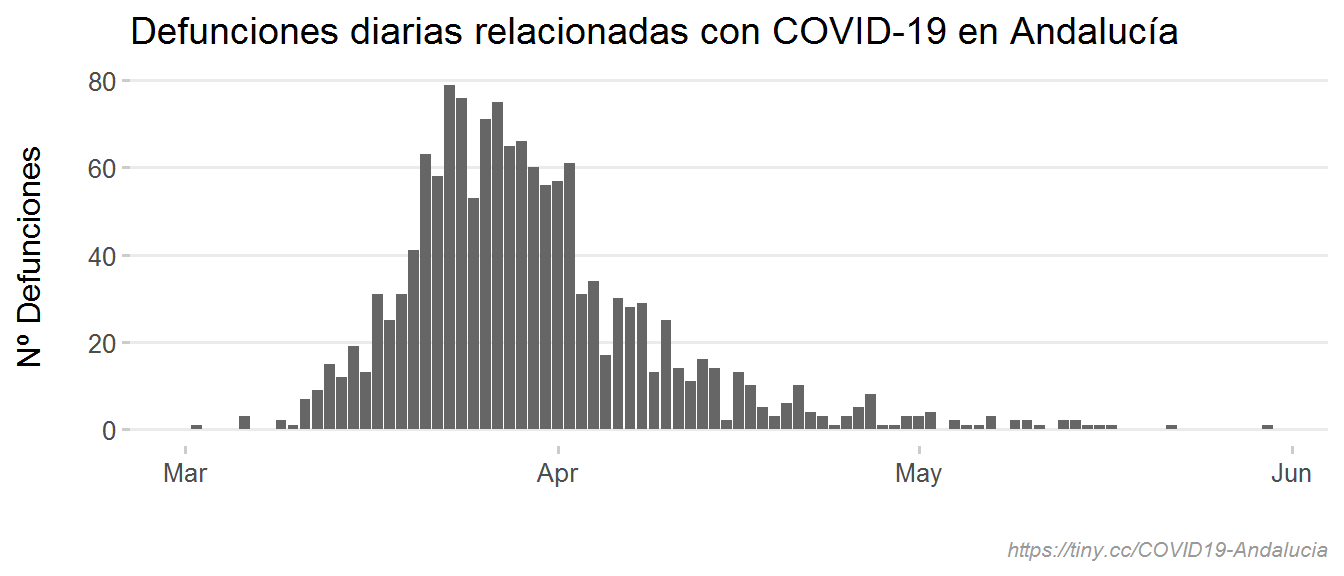 Defunciones diarias relacionadas con COVID-19 en Andalucía
Nº Defunciones
80
60
40
20
0
Mar Apr May Jun
https://tiny.cc/COVID19-Andalucia